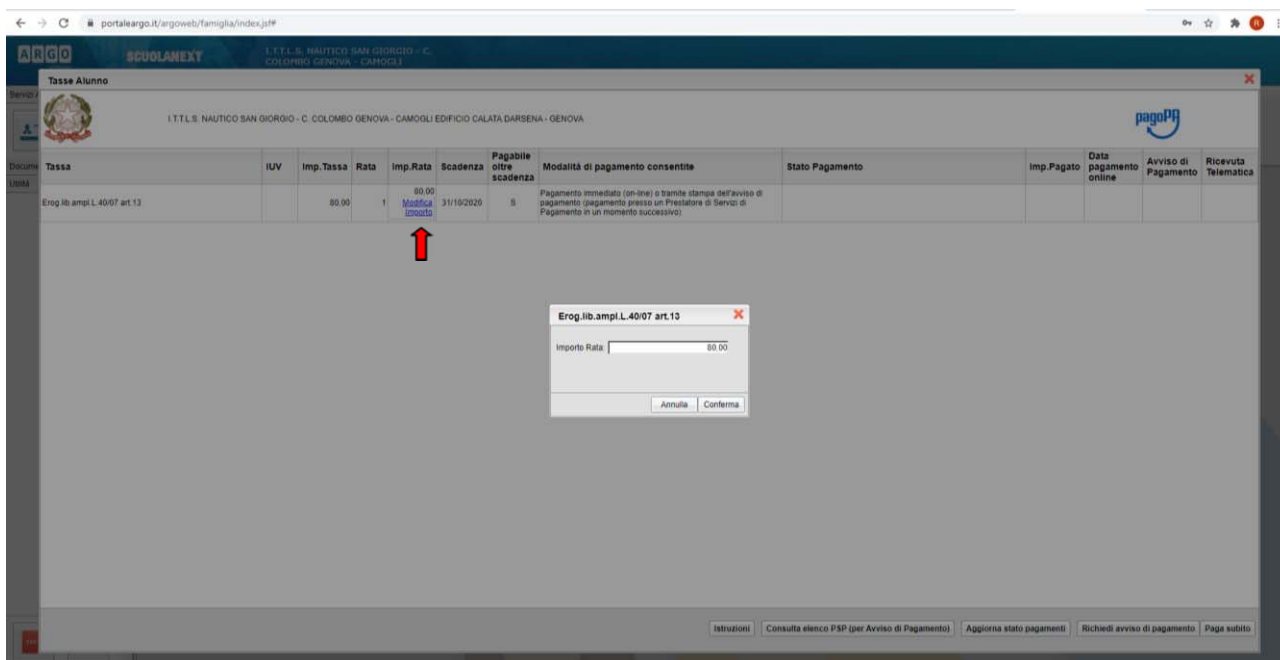 portaleargo.it/argoweb/famiglia/index.jsf#
R
ARGO SCUOLANEXT I.T.T.L.S. NAUTICO SAN GIORGIO - C.
COLOMBO GENOVA - CAMOGLI
Tasse Alunno
Servizi
I.T.T.L.S. NAUTICO SAN GIORGIO - C. COLOMBO GENOVA - CAMOGLI EDIFICIO CALATA DARSENA - GENOVA
pagoPA
Docume
Tassa IUV Imp.Tassa Rata Imp.Rata Scadenza Pagabile oltre scadenza Modalità di pagamento consentite Stato Pagamento Imp.Pagato Data pagamento online Avviso di Pagamento Ricevuta Telematica
Erog.lib.ampl.L.40/07 art.13 80,00 1 80,00 Modifica Importo 31/10/2020 S Pagamento immediato (on-line) o tramite stampa dell'avviso di
pagamento (pagamento presso un Prestatore di Servizi di
Pagamento in un momento successivo)
Erog.lib.ampl.L.40/07 art.13
Importo Rata: 80,00
Annulla Conferma
Istruzioni Consulta elenco PSP (per Avviso di Pagamento) Aggiorna stato pagamenti Richiedi avviso di pagamento Paga subito